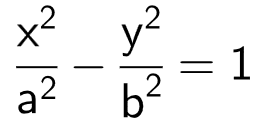 x²/a² − y²/b² = 1